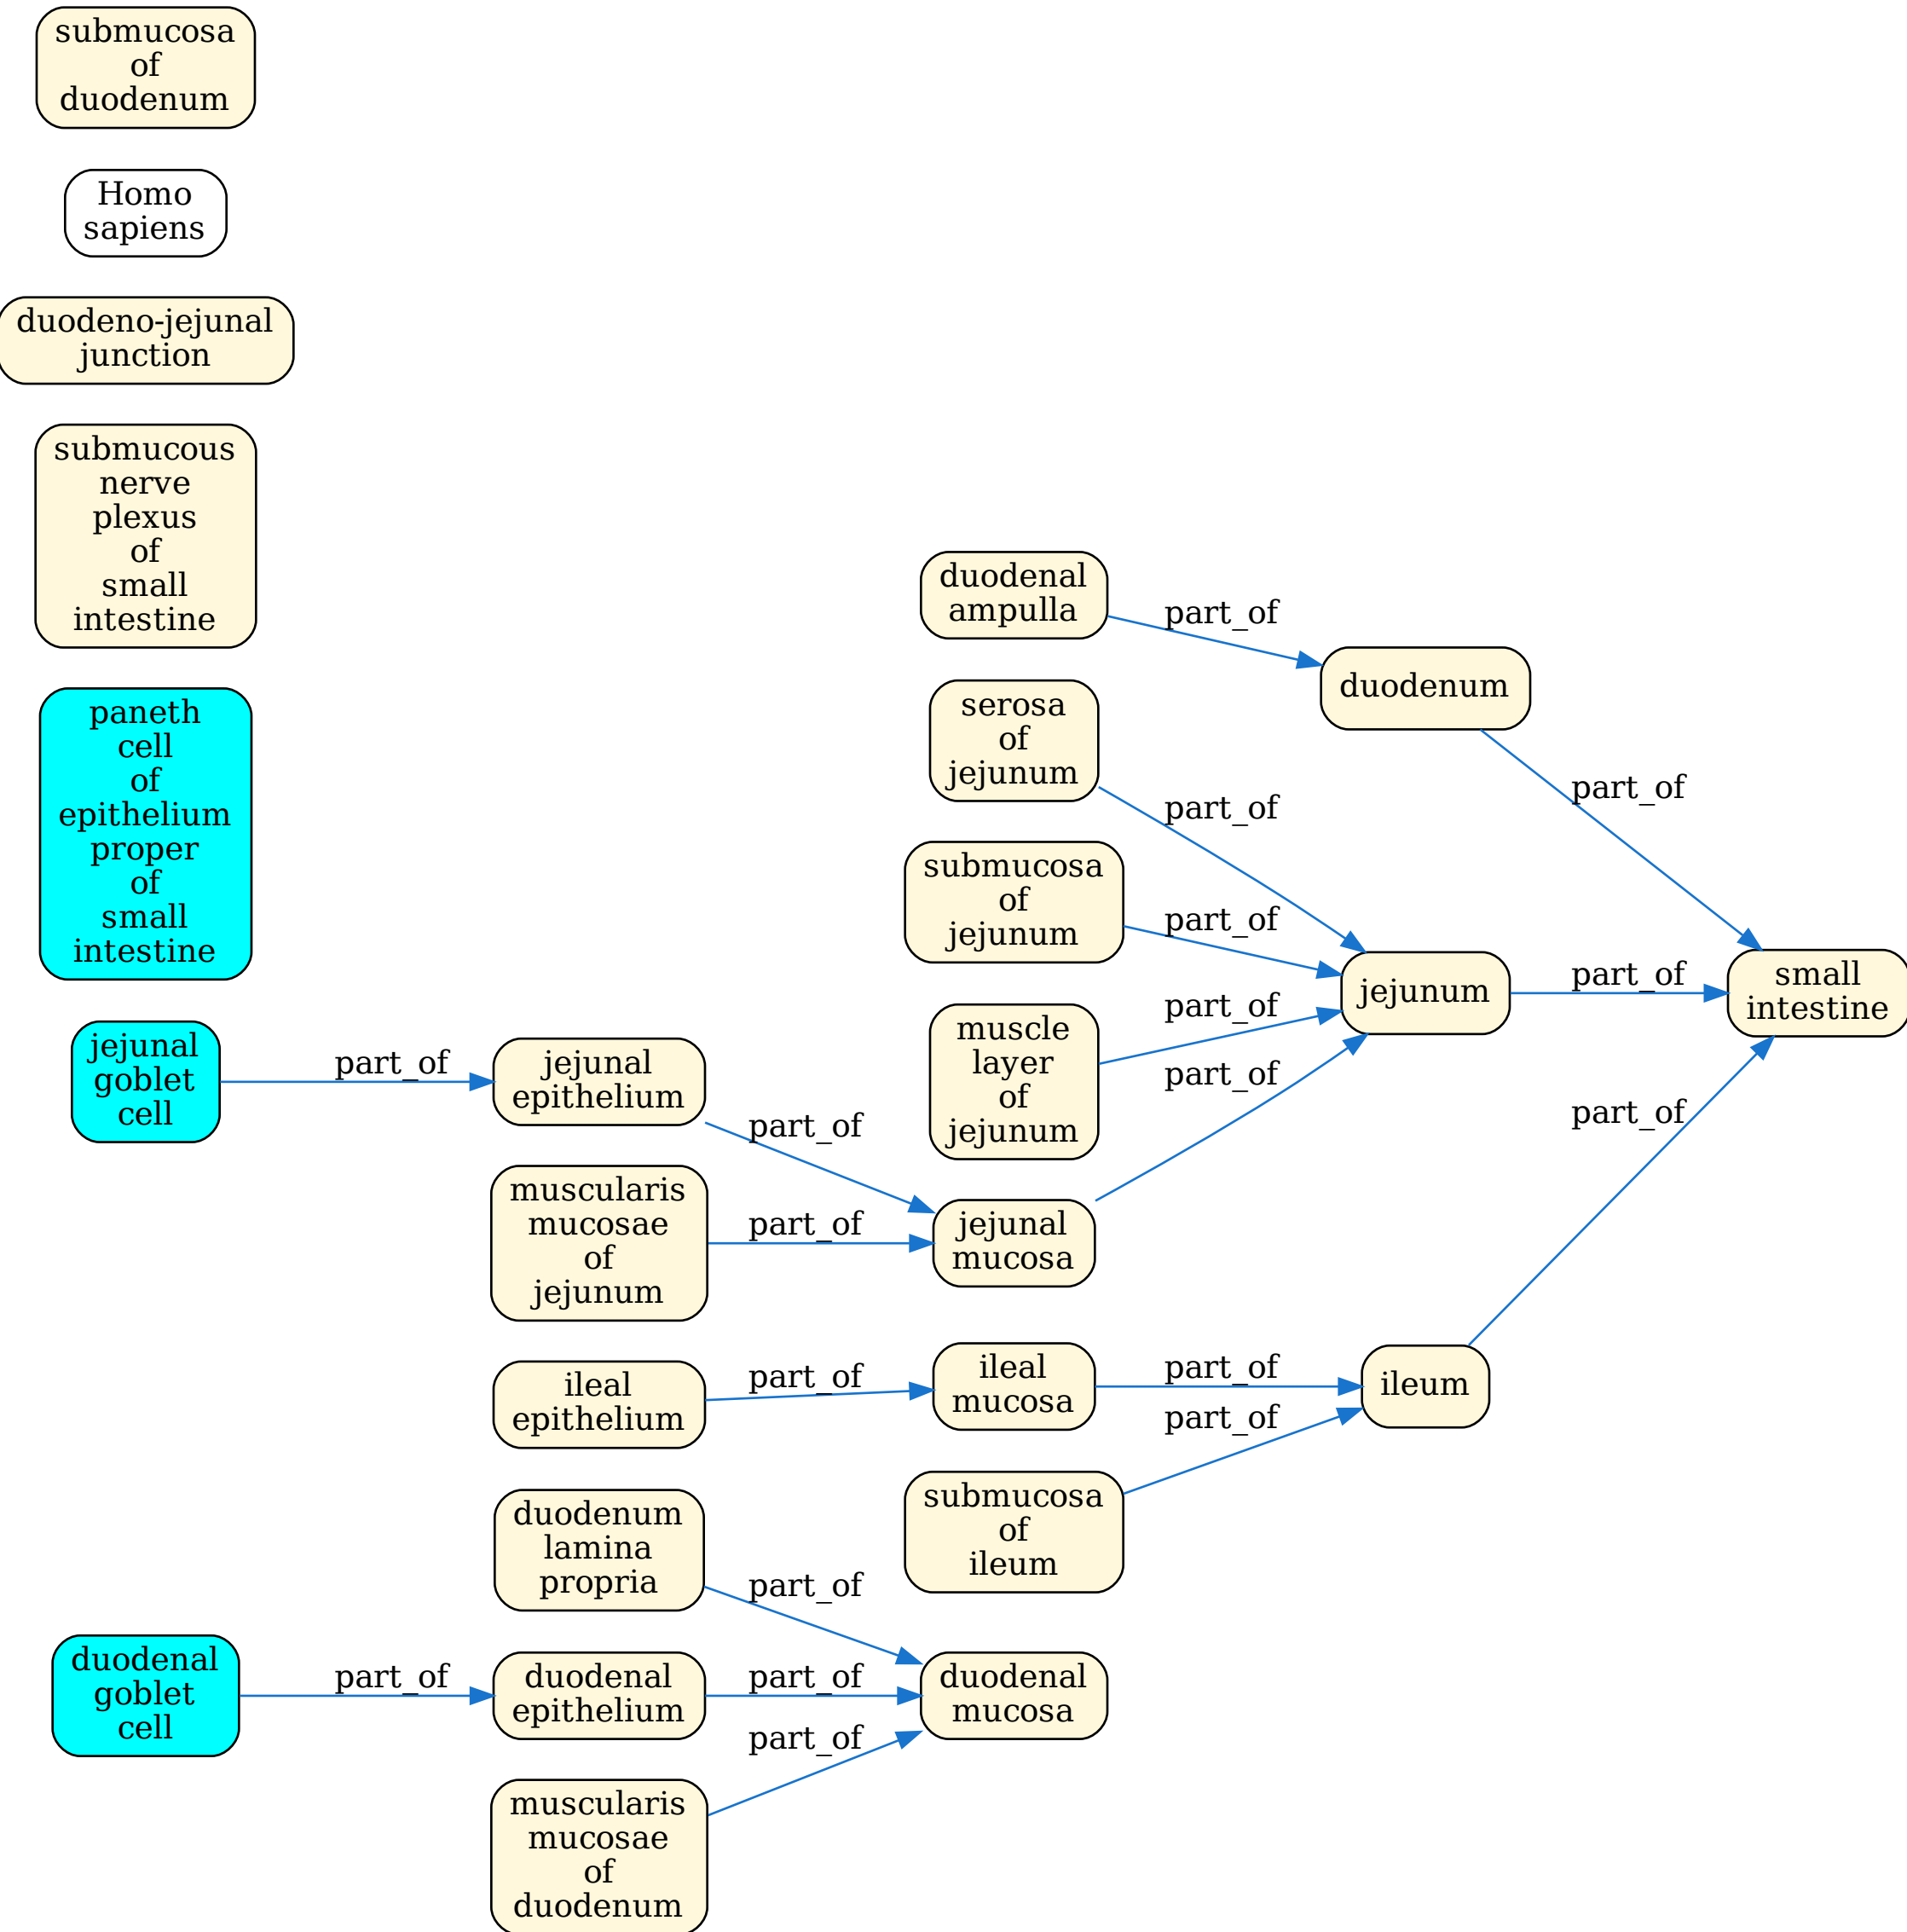 submucosa
of
duodenum
Homo
sapiens
duodeno-jejunal
junction
submucous
nerve
plexus
of
small
intestine
paneth
cell
of
epithelium
proper
of
small
intestine
jejunal
goblet
cell
part_of
jejunal
epithelium
part_of
muscularis
mucosae
of
jejunum
part_of
ileal
epithelium
part_of
duodenum
lamina
propria
part_of
duodenal
goblet
cell
part_of
duodenal
epithelium
part_of
muscularis
mucosae
of
duodenum
part_of
duodenal
mucosa
duodenal
ampulla
part_of
serosa
of
jejunum
part_of
submucosa
of
jejunum
part_of
muscle
layer
of
jejunum
part_of
jejunal
mucosa
part_of
ileal
mucosa
part_of
submucosa
of
ileum
part_of
duodenum
part_of
jejunum
part_of
ileum
part_of
small
intestine